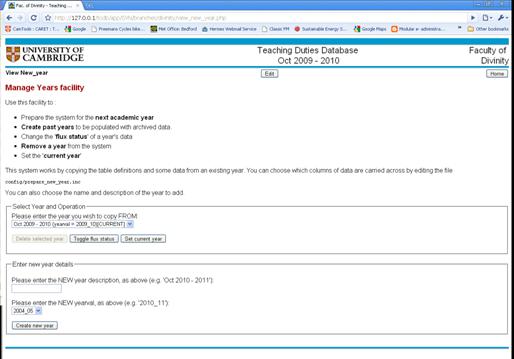 Fac. of Divinity - Teaching ...
http://127.0.0.1/todb/app/DIVN/branches/divinity/view_new_year.php
CamTools : CARET : T... Google Freemans Cycles bike... Met Office: Bedford Hermes Webmail Service Classic FM Sustainable Energy S... Google Maps Modular e- administra... Other bookmarks
UNIVERSITY OF
CAMBRIDGE
Teaching Duties Database
Oct 2009 - 2010
Faculty of
Divinity
View New_year Edit Home
Manage Years facility
Use this facility to :
Prepare the system for the next academic year
Create past years to be populated with archived data.
Change the 'flux status' of a year's data
Remove a year from the system
Set the 'current year'
This system works by copying the table definitions and some data from an existing year. You can choose which columns of data are carried across by editing the file
config/prepare_new_year.inc
You can also choose the name and description of the year to add.
Select Year and Operation
Please enter the year you wish to copy FROM:
Oct 2009 - 2010 (yearval = 2009_10)[CURRENT]
Delete selected year Toggle flux status Set current year
Enter new year details
Please enter the NEW year description, as above (e.g. 'Oct 2010 - 2011'):
Please enter the NEW yearval, as above (e.g. '2010_11'):
2004_05
Create new year